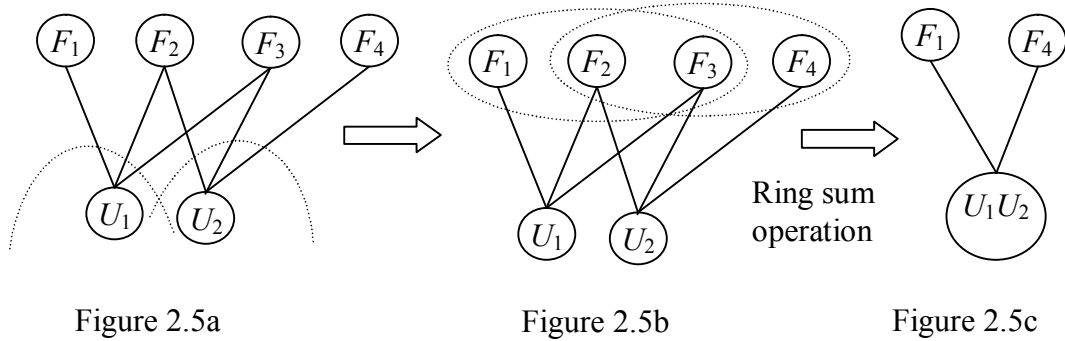 F₁ F₂ F₃ F₄
U₁ U₂
Figure 2.5a
F₁ F₂ F₃ F₄
U₁ U₂
Figure 2.5b
Ring sum
operation
F₁ F₄
U₁U₂
Figure 2.5c